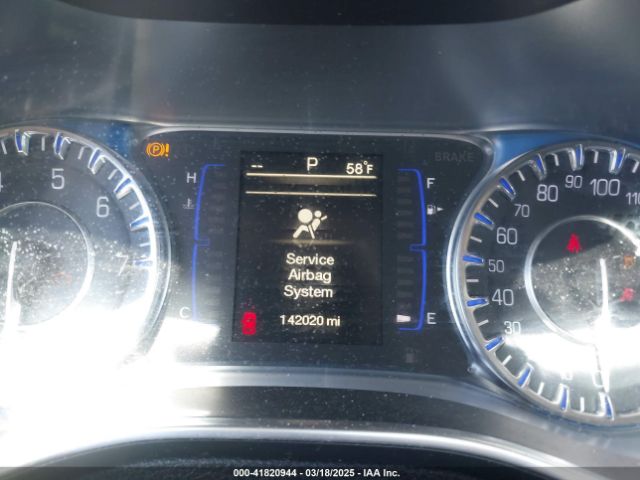 -- P 58°F
BRAKE
H
F
C
E
Service
Airbag
System
142020 mi
5
6
7
30
40
50
60
70
80
90
100
110
000-41820944 — 03/18/2025 — IAA Inc.